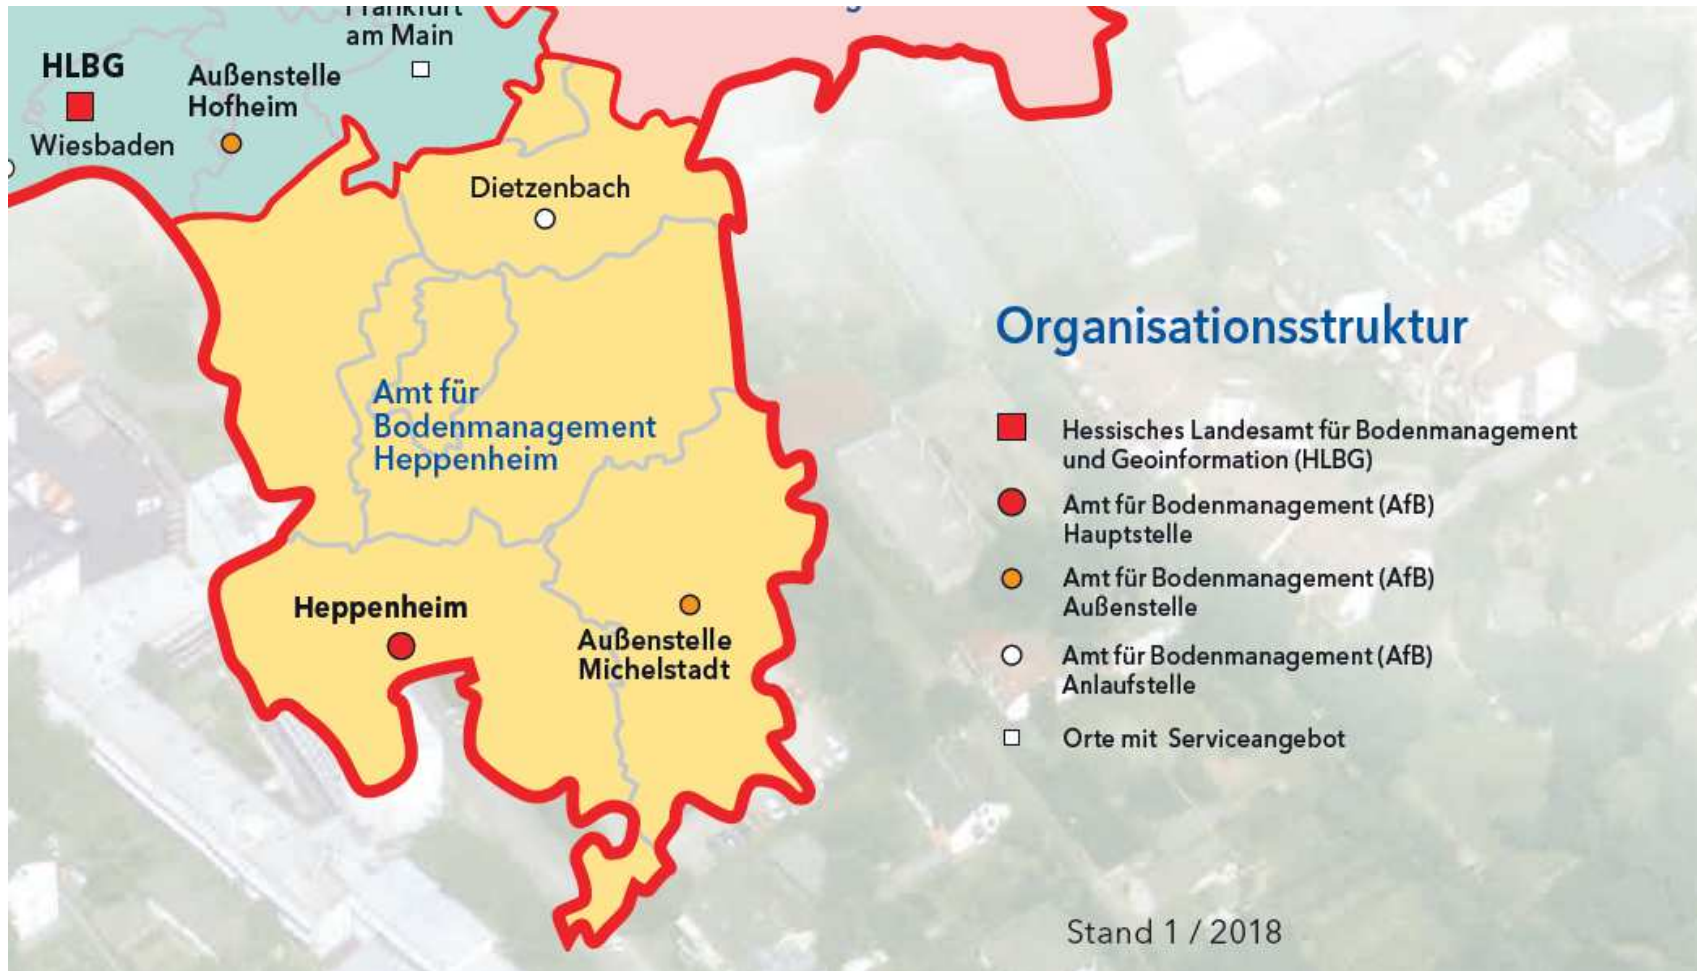 am Main
HLBG
Wiesbaden
Außenstelle
Hofheim
Dietzenbach
Amt für
Bodenmanagement
Heppenheim
Heppenheim
Außenstelle
Michelstadt
Organisationsstruktur
Hessisches Landesamt für Bodenmanagement
und Geoinformation (HLBG)
Amt für Bodenmanagement (AfB)
Hauptstelle
Amt für Bodenmanagement (AfB)
Außenstelle
Amt für Bodenmanagement (AfB)
Anlaufstelle
Orte mit Serviceangebot
Stand 1 / 2018